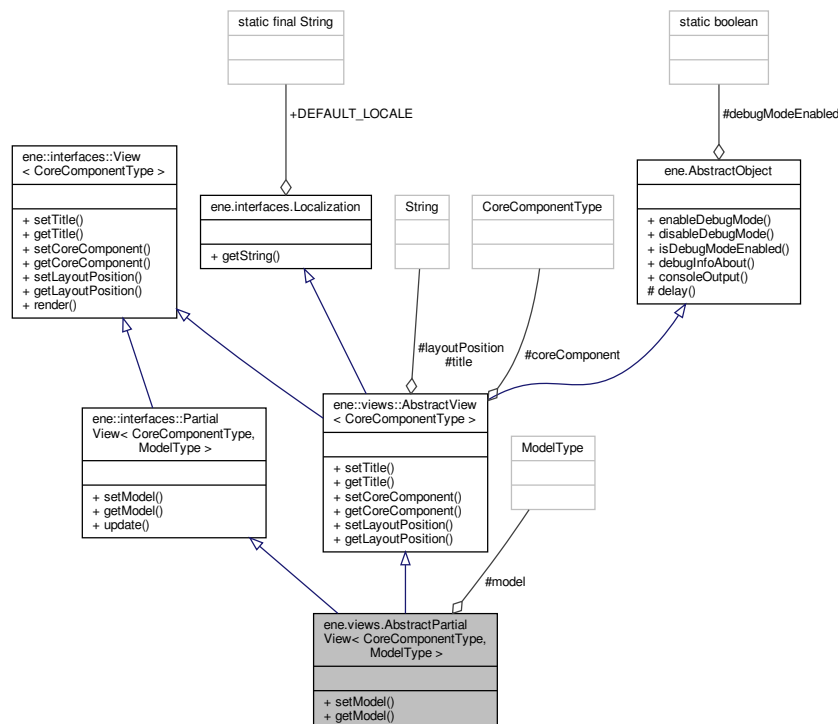 static final String
static boolean
+DEFAULT_LOCALE
#debugModeEnabled
ene::interfaces::View
< CoreComponentType >
+ setTitle()
+ getTitle()
+ setCoreComponent()
+ getCoreComponent()
+ setLayoutPosition()
+ getLayoutPosition()
+ render()
ene.interfaces.Localization
+ getString()
String
CoreComponentType
ene.AbstractObject
+ enableDebugMode()
+ disableDebugMode()
+ isDebugModeEnabled()
+ debugInfoAbout()
+ consoleOutput()
# delay()
#layoutPosition
#title
#coreComponent
ene::interfaces::Partial
View< CoreComponentType,
ModelType >
+ setModel()
+ getModel()
+ update()
ene::views::AbstractView
< CoreComponentType >
+ setTitle()
+ getTitle()
+ setCoreComponent()
+ getCoreComponent()
+ setLayoutPosition()
+ getLayoutPosition()
ModelType
#model
ene.views.AbstractPartial
View< CoreComponentType,
ModelType >
+ setModel()
+ getModel()